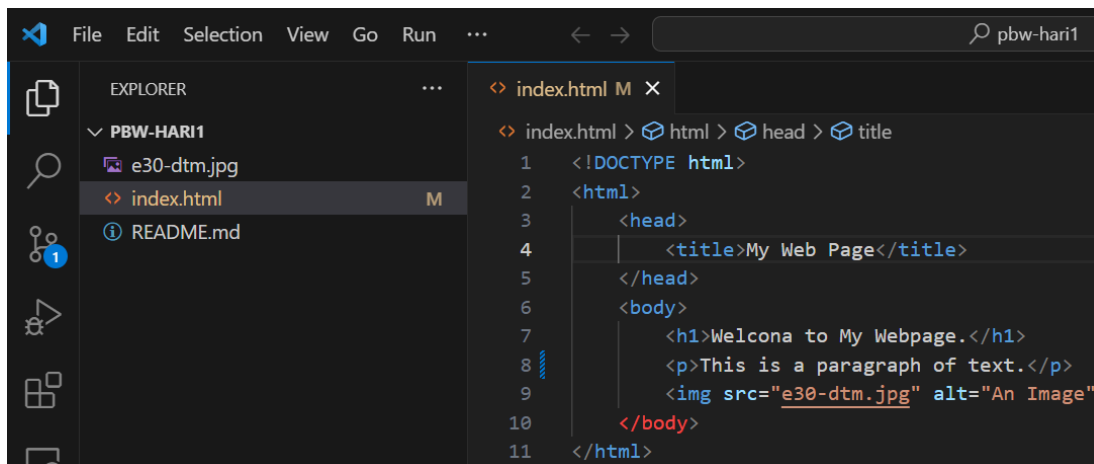 File Edit Selection View Go Run ... pbw-hari1
EXPLORER ...
PBW-HARI1
e30-dtm.jpg
index.html M
README.md
1
index.html M
index.html > html > head > title
1 <!DOCTYPE html>
2 <html>
3 <head>
4 <title>My Web Page</title>
5 </head>
6 <body>
7 <h1>Welcona to My Webpage.</h1>
8 <p>This is a paragraph of text.</p>
9 <img src="e30-dtm.jpg" alt="An Image"
10 </body>
11 </html>